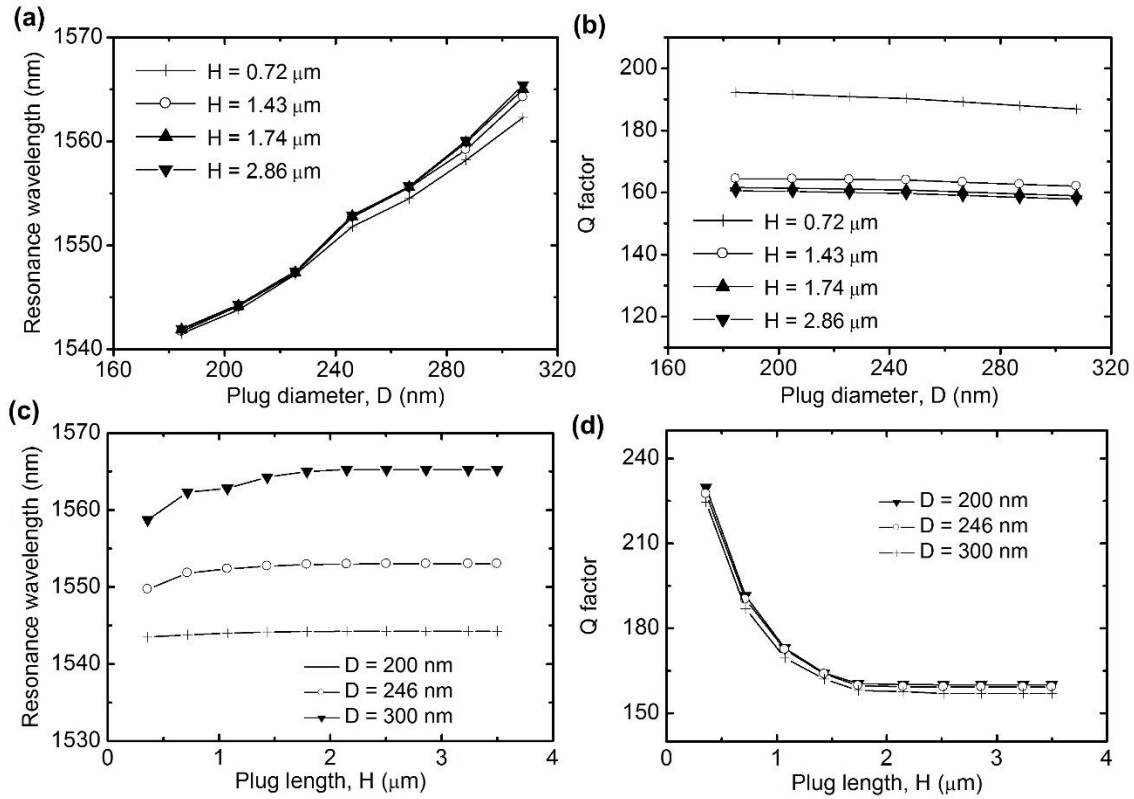 (a)
1570
1560
1550
1540
Resonance wavelength (nm)
H = 0.72 μm
H = 1.43 μm
H = 1.74 μm
H = 2.86 μm
160 200 240 280 320
Plug diameter, D (nm)
(b)
200
180
160
140
120
Q factor
H = 0.72 μm
H = 1.43 μm
H = 1.74 μm
H = 2.86 μm
160 200 240 280 320
Plug diameter, D (nm)
(c)
1570
1560
1550
1540
1530
Resonance wavelength (nm)
D = 200 nm
D = 246 nm
D = 300 nm
0 1 2 3 4
Plug length, H (μm)
(d)
240
210
180
150
Q factor
D = 200 nm
D = 246 nm
D = 300 nm
0 1 2 3 4
Plug length, H (μm)